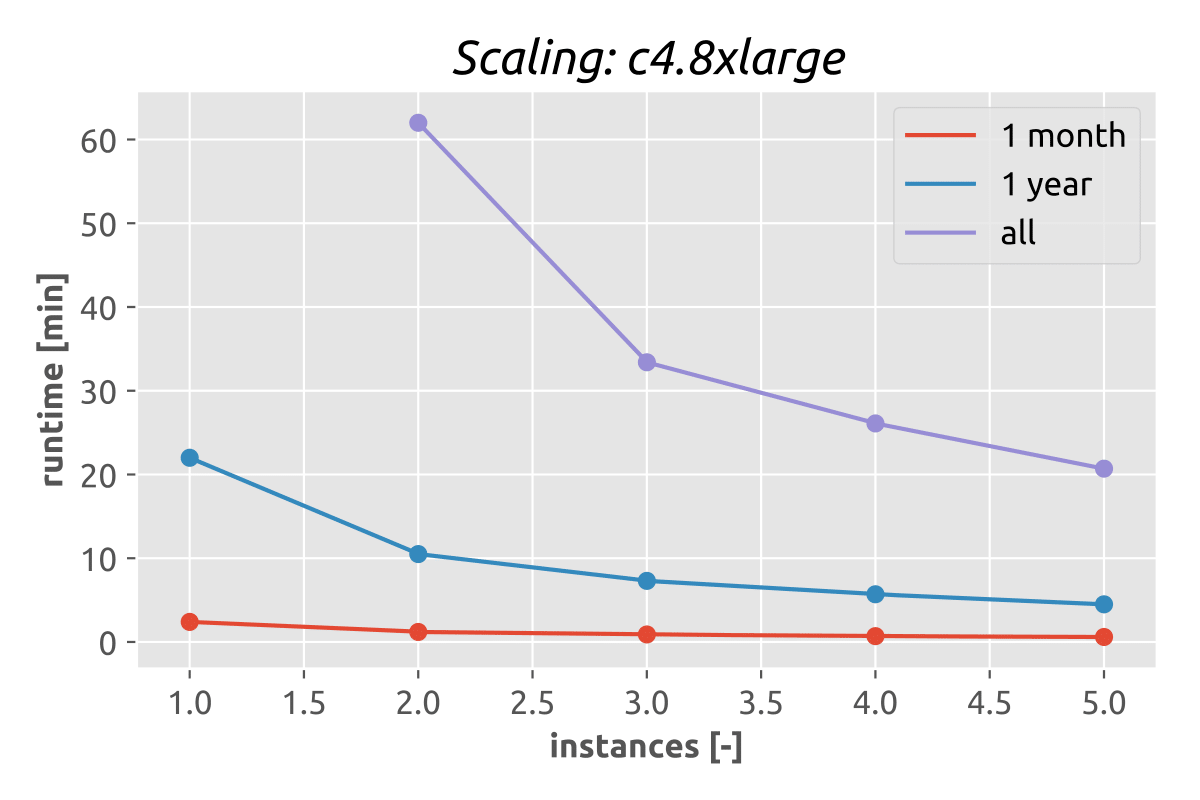 Scaling: c4.8xlarge
1 month
1 year
all
runtime [min]
60
50
40
30
20
10
0
1.0 1.5 2.0 2.5 3.0 3.5 4.0 4.5 5.0
instances [-]